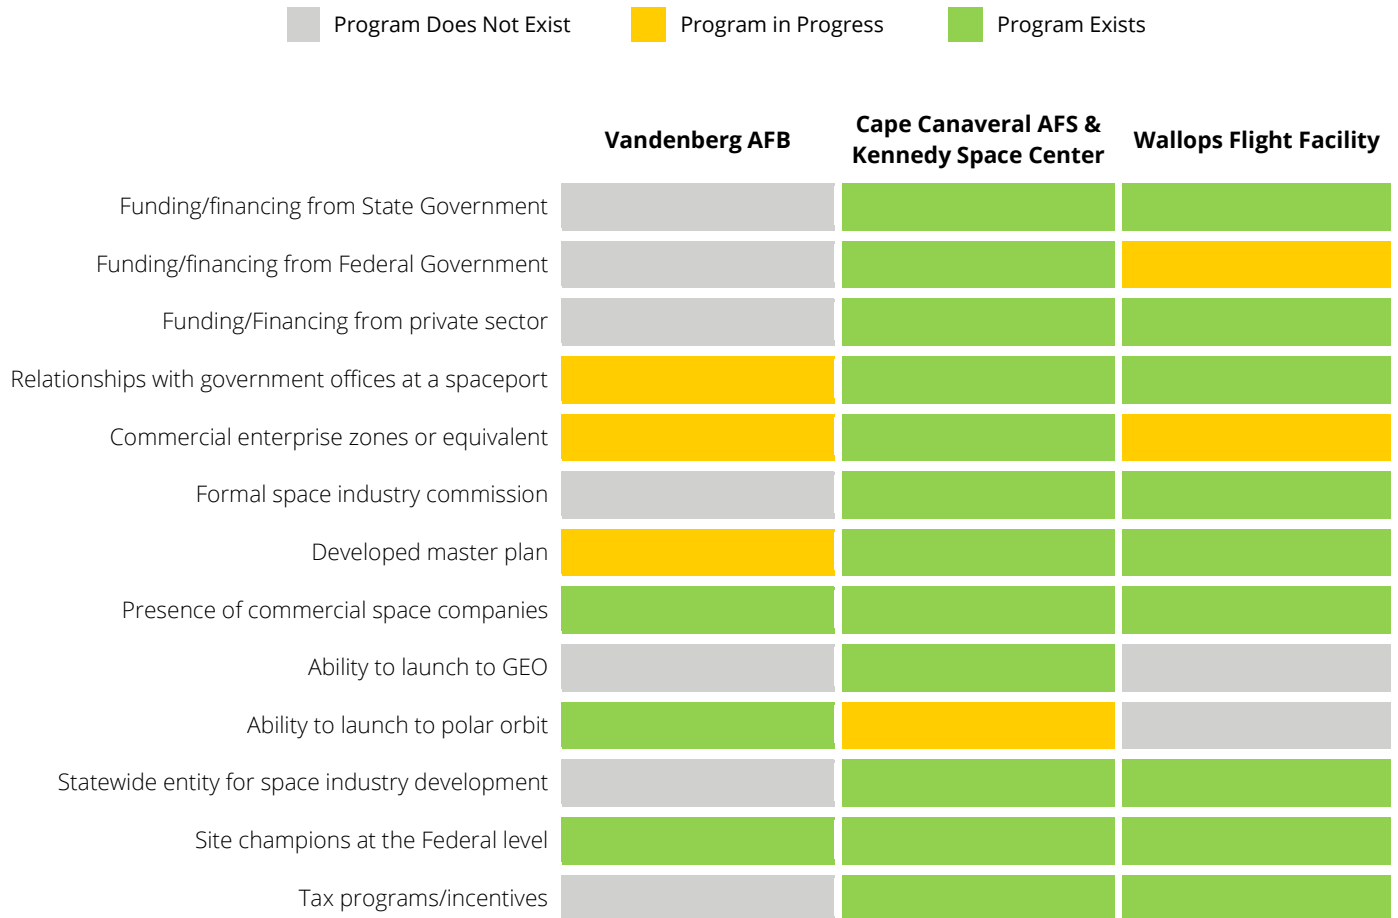 Program Does Not Exist
Program in Progress
Program Exists
Vandenberg AFB
Cape Canaveral AFS &
Kennedy Space Center
Wallops Flight Facility
Funding/financing from State Government
Funding/financing from Federal Government
Funding/Financing from private sector
Relationships with government offices at a spaceport
Commercial enterprise zones or equivalent
Formal space industry commission
Developed master plan
Presence of commercial space companies
Ability to launch to GEO
Ability to launch to polar orbit
Statewide entity for space industry development
Site champions at the Federal level
Tax programs/incentives